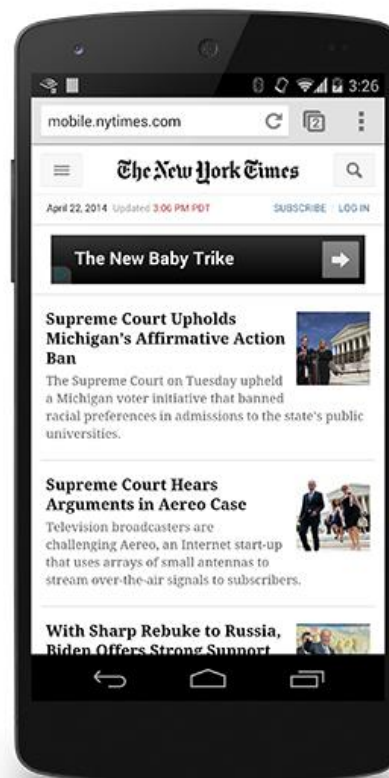 3:26
mobile.nytimes.com
2
The New York Times
April 22, 2014 Updated 3:06 PM PDT SUBSCRIBE LOG IN
The New Baby Trike
Supreme Court Upholds
Michigan's Affirmative Action
Ban
The Supreme Court on Tuesday upheld
a Michigan voter initiative that banned
racial preferences in admissions to the state's public
universities.
Supreme Court Hears
Arguments in Aereo Case
Television broadcasters are
challenging Aereo, an Internet start-up
that uses arrays of small antennas to
stream over-the-air signals to subscribers.
With Sharp Rebuke to Russia,
Biden Offers Strong Support